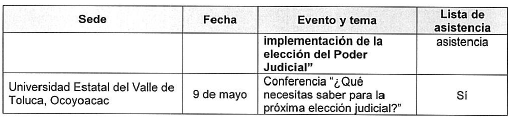 Sede Fecha Evento y tema Lista de
asistencia
implementación de la asistencia
elección del Poder
Judicial”
Universidad Estatal del Valle de
Toluca, Ocoyoacac
9 de mayo
Conferencia “¿Qué
necesitas saber para la
próxima elección judicial?”
Sí